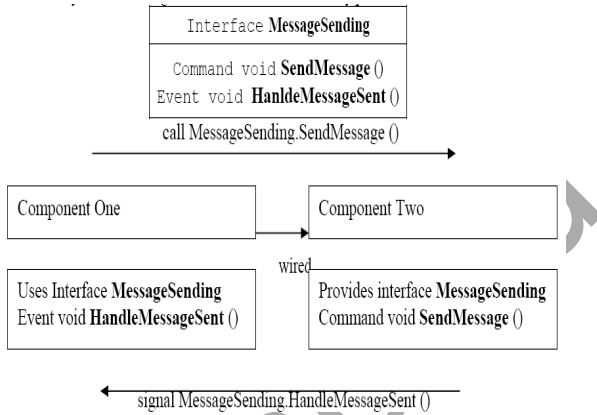 Interface MessageSending
Command void SendMessage ()
Event void HanldeMessageSent ()
call MessageSending.SendMessage ()
Component One
Component Two
wired
Uses Interface MessageSending
Event void HandleMessageSent ()
Provides interface MessageSending
Command void SendMessage ()
signal MessageSending.HandleMessageSent ()